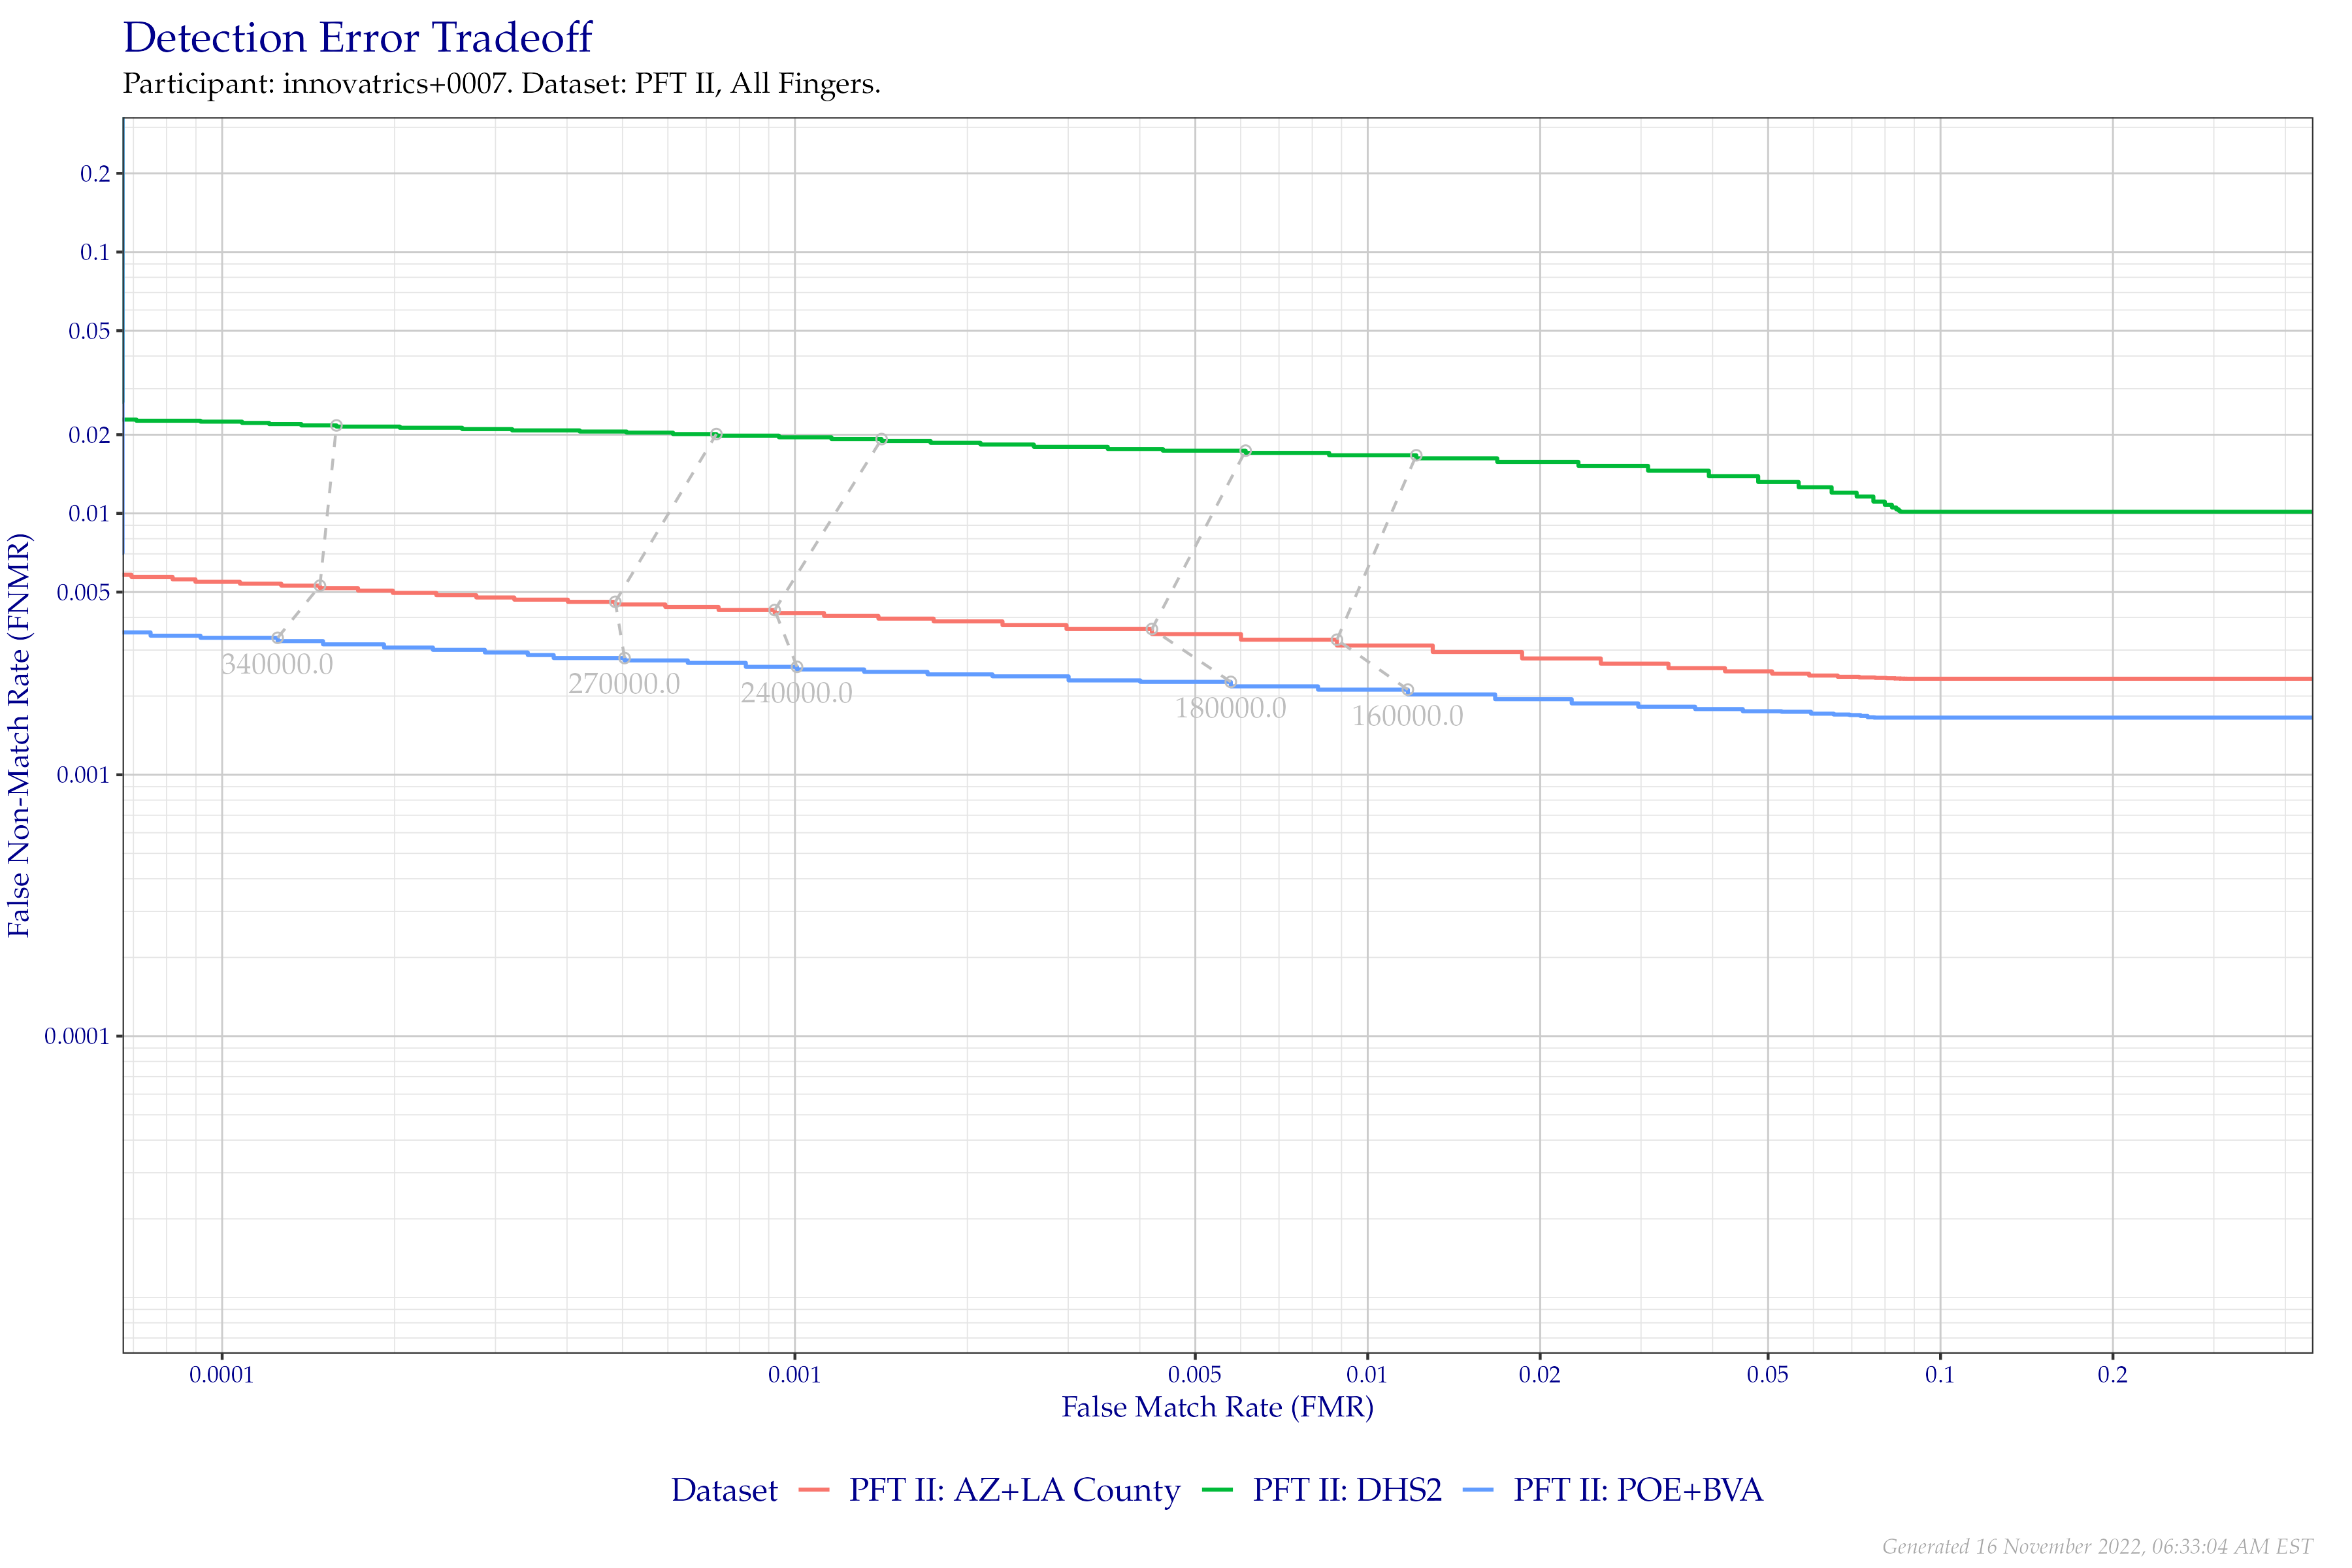 Detection Error Tradeoff
Participant: innovatrics+0007. Dataset: PFT II, All Fingers.
False Non-Match Rate (FNMR)
0.2
0.1
0.05
0.02
0.01
0.005
0.001
0.0001
340000.0
270000.0
240000.0
180000.0
160000.0
0.0001 0.001 0.005 0.01 0.02 0.05 0.1 0.2
False Match Rate (FMR)
Dataset PFT II: AZ+LA County PFT II: DHS2 PFT II: POE+BVA
Generated 16 November 2022, 06:33:04 AM EST